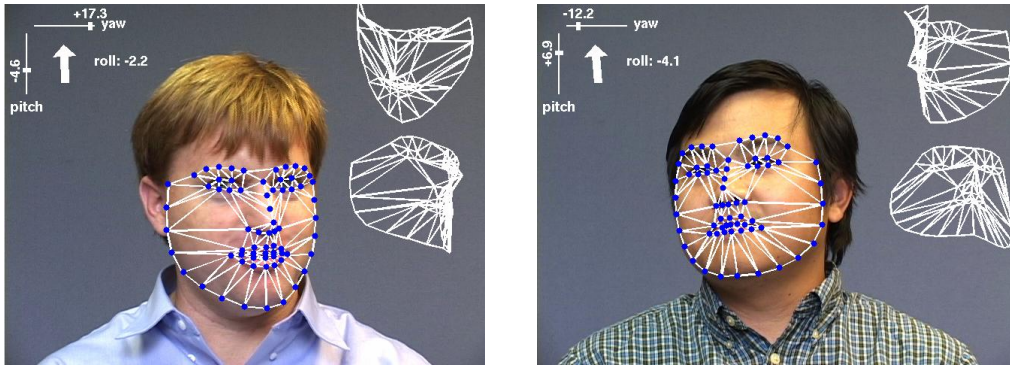 +17.3
yaw
-4.6
roll: -2.2
pitch
-12.2
yaw
+6.9
roll: -4.1
pitch